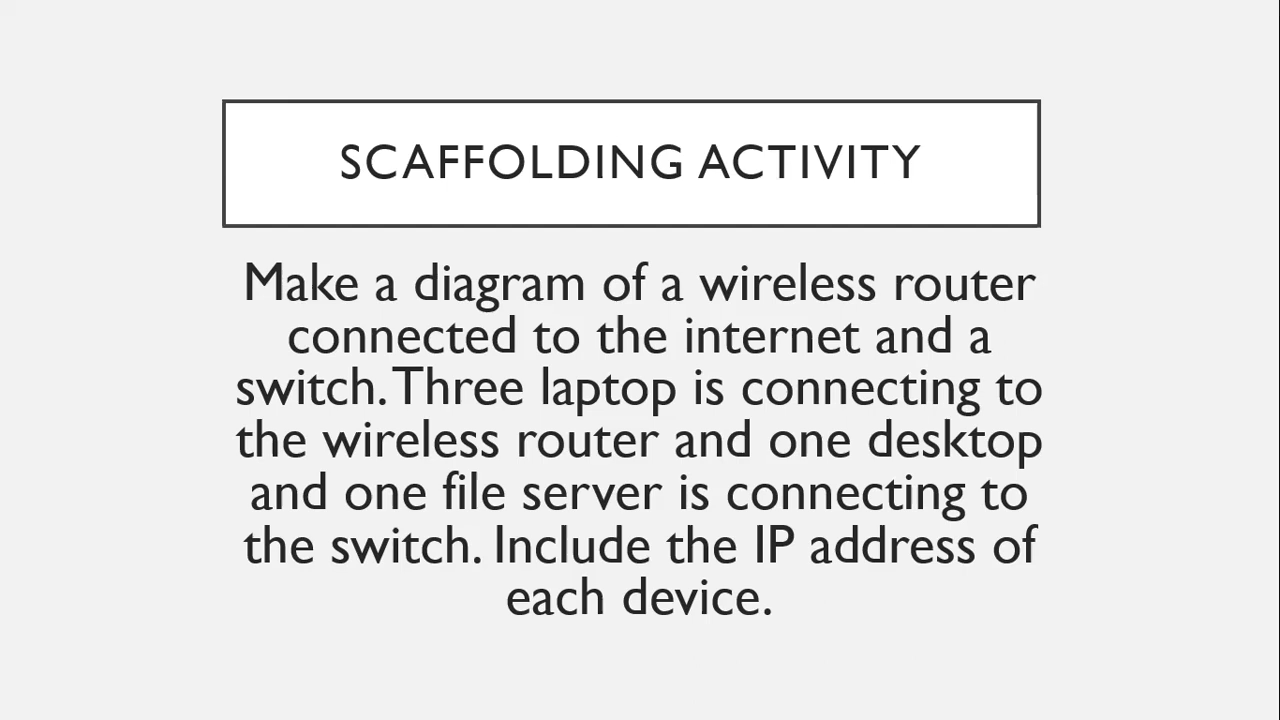 SCAFFOLDING ACTIVITY
Make a diagram of a wireless router
connected to the internet and a
switch. Three laptop is connecting to
the wireless router and one desktop
and one file server is connecting to
the switch. Include the IP address of
each device.